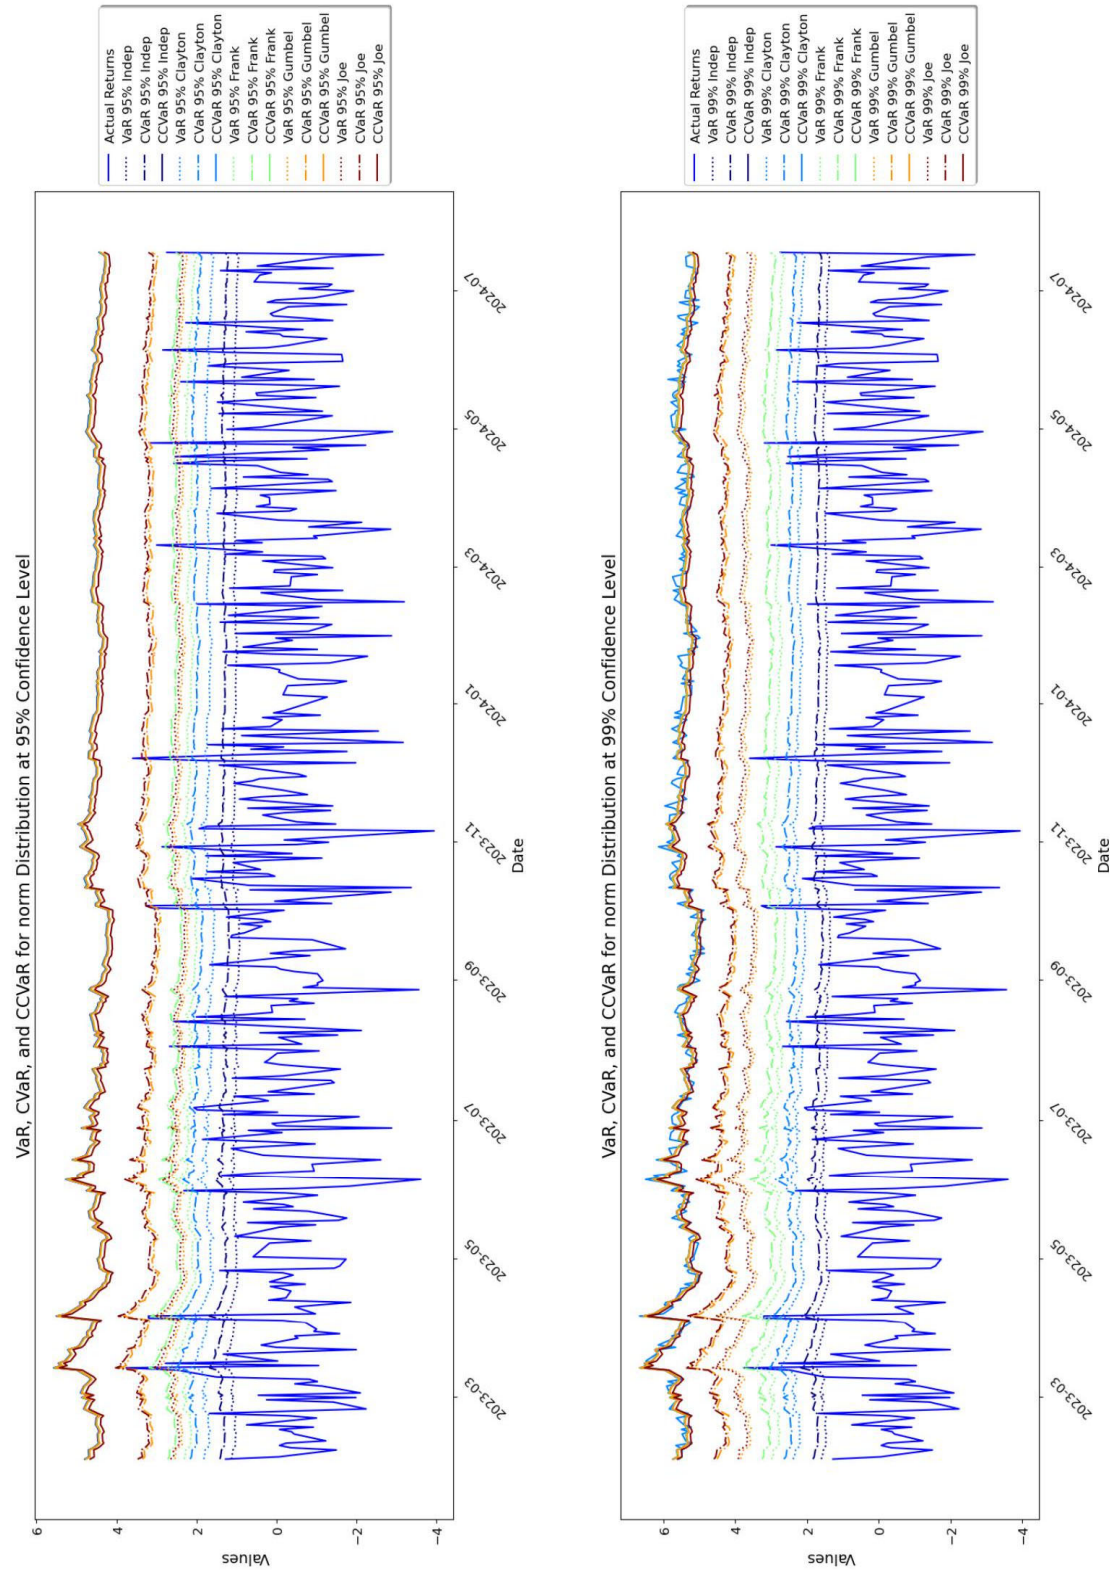 VaR, CVaR, and CCVaR for norm Distribution at 95% Confidence Level
Values
6
4
2
0
−2
−4
2023-03
2023-05
2023-07
2023-09
2023-11
2024-01
2024-03
2024-05
2024-07
Date
Actual Returns
VaR 95% Indep
CVaR 95% Indep
CCVaR 95% Indep
VaR 95% Clayton
CVaR 95% Clayton
CCVaR 95% Clayton
VaR 95% Frank
CVaR 95% Frank
CCVaR 95% Frank
VaR 95% Gumbel
CVaR 95% Gumbel
CCVaR 95% Gumbel
VaR 95% Joe
CVaR 95% Joe
CCVaR 95% Joe
VaR, CVaR, and CCVaR for norm Distribution at 99% Confidence Level
Values
6
4
2
0
−2
−4
2023-03
2023-05
2023-07
2023-09
2023-11
2024-01
2024-03
2024-05
2024-07
Date
Actual Returns
VaR 99% Indep
CVaR 99% Indep
CCVaR 99% Indep
VaR 99% Clayton
CVaR 99% Clayton
CCVaR 99% Clayton
VaR 99% Frank
CVaR 99% Frank
CCVaR 99% Frank
VaR 99% Gumbel
CVaR 99% Gumbel
CCVaR 99% Gumbel
VaR 99% Joe
CVaR 99% Joe
CCVaR 99% Joe